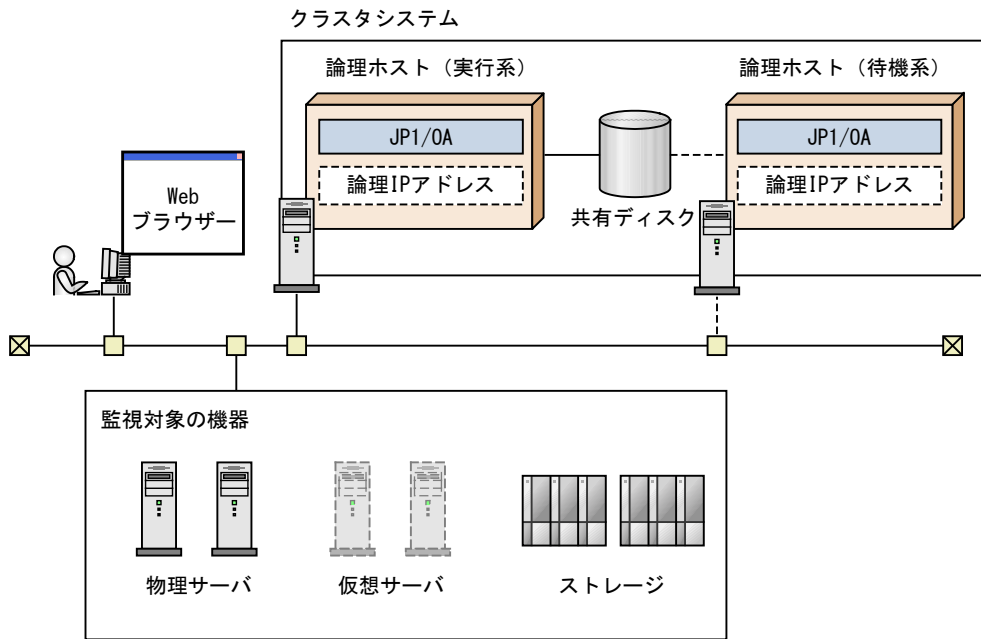 クラスタシステム
論理ホスト（実行系）
論理ホスト（待機系）
JP1/OA
JP1/OA
論理IPアドレス
論理IPアドレス
共有ディスク
Web
ブラウザー
監視対象の機器
物理サーバ
仮想サーバ
ストレージ